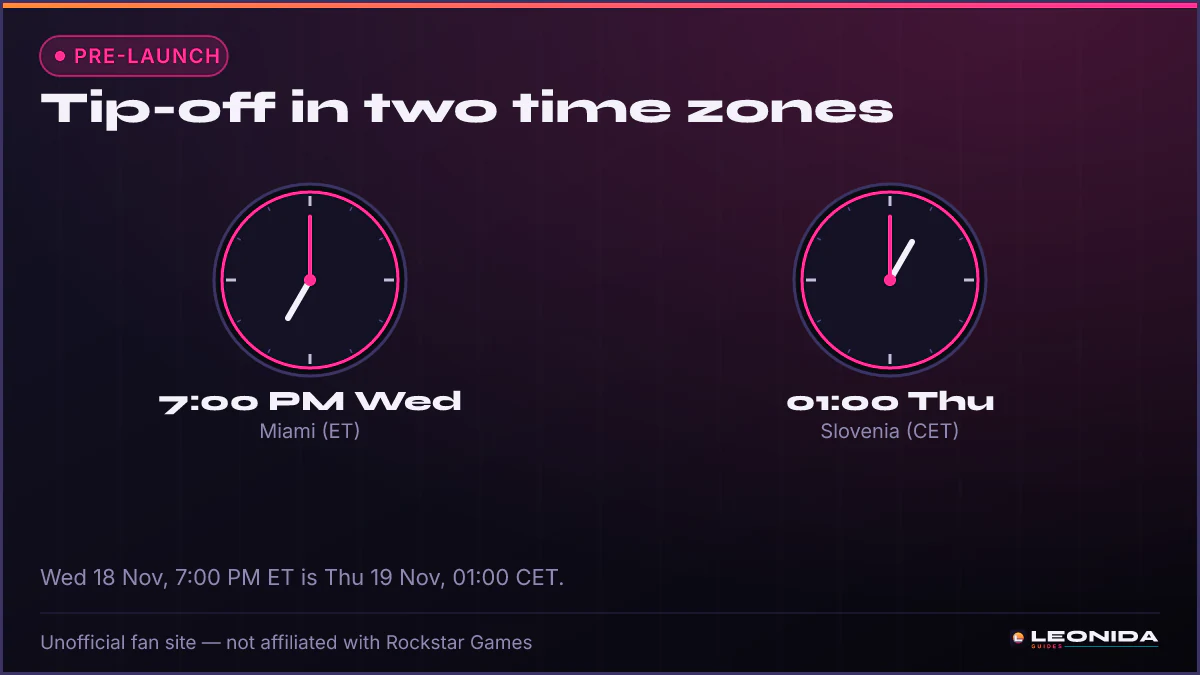 PRE-LAUNCH
Tip-off in two time zones
7:00 PM Wed
Miami (ET)
01:00 Thu
Slovenia (CET)
Wed 18 Nov, 7:00 PM ET is Thu 19 Nov, 01:00 CET.
Unofficial fan site — not affiliated with Rockstar Games
LEONIDA
GUIDES